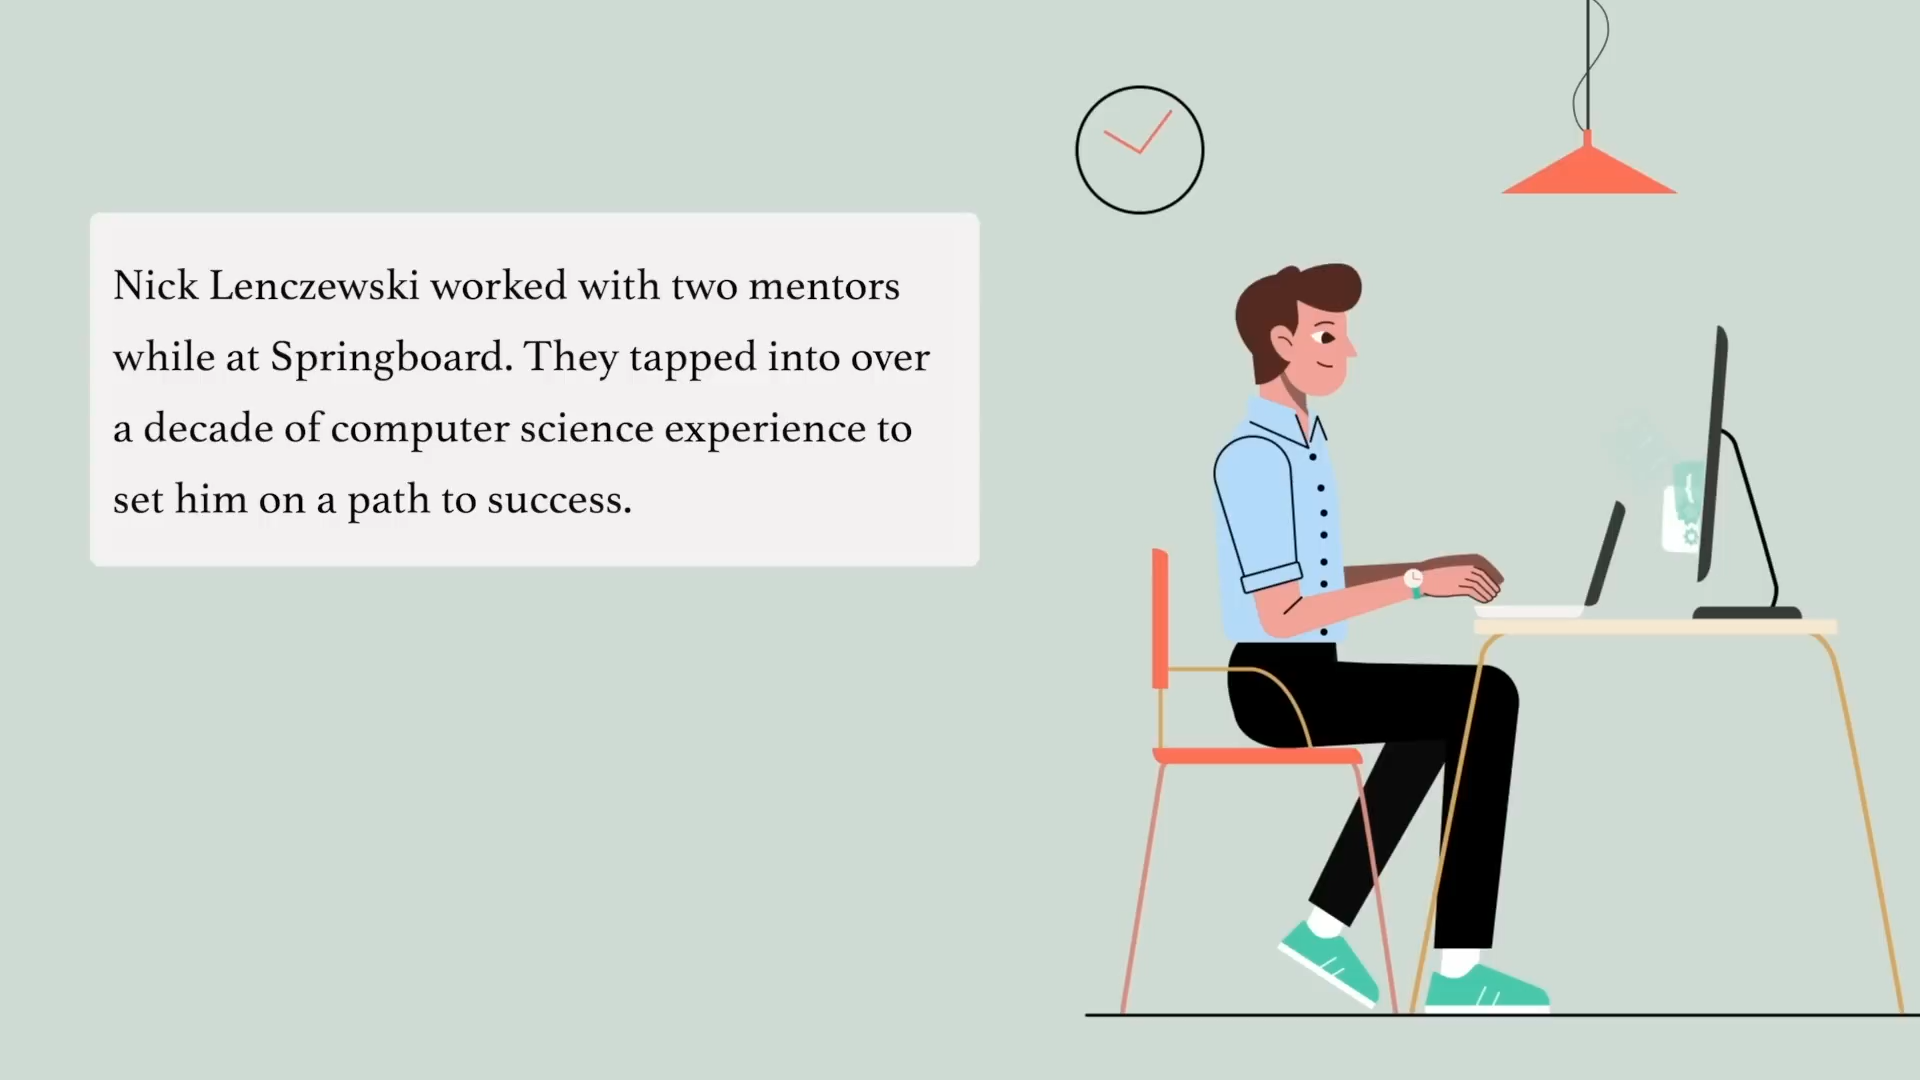 Nick Lenczewski worked with two mentors
while at Springboard. They tapped into over
a decade of computer science experience to
set him on a path to success.